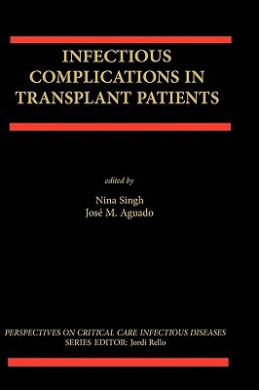 INFECTIOUS
COMPLICATIONS IN
TRANSPLANT PATIENTS
edited by
Nina Singh
José M. Aguado
PERSPECTIVES ON CRITICAL CARE INFECTIOUS DISEASES
SERIES EDITOR: Jordi Rello